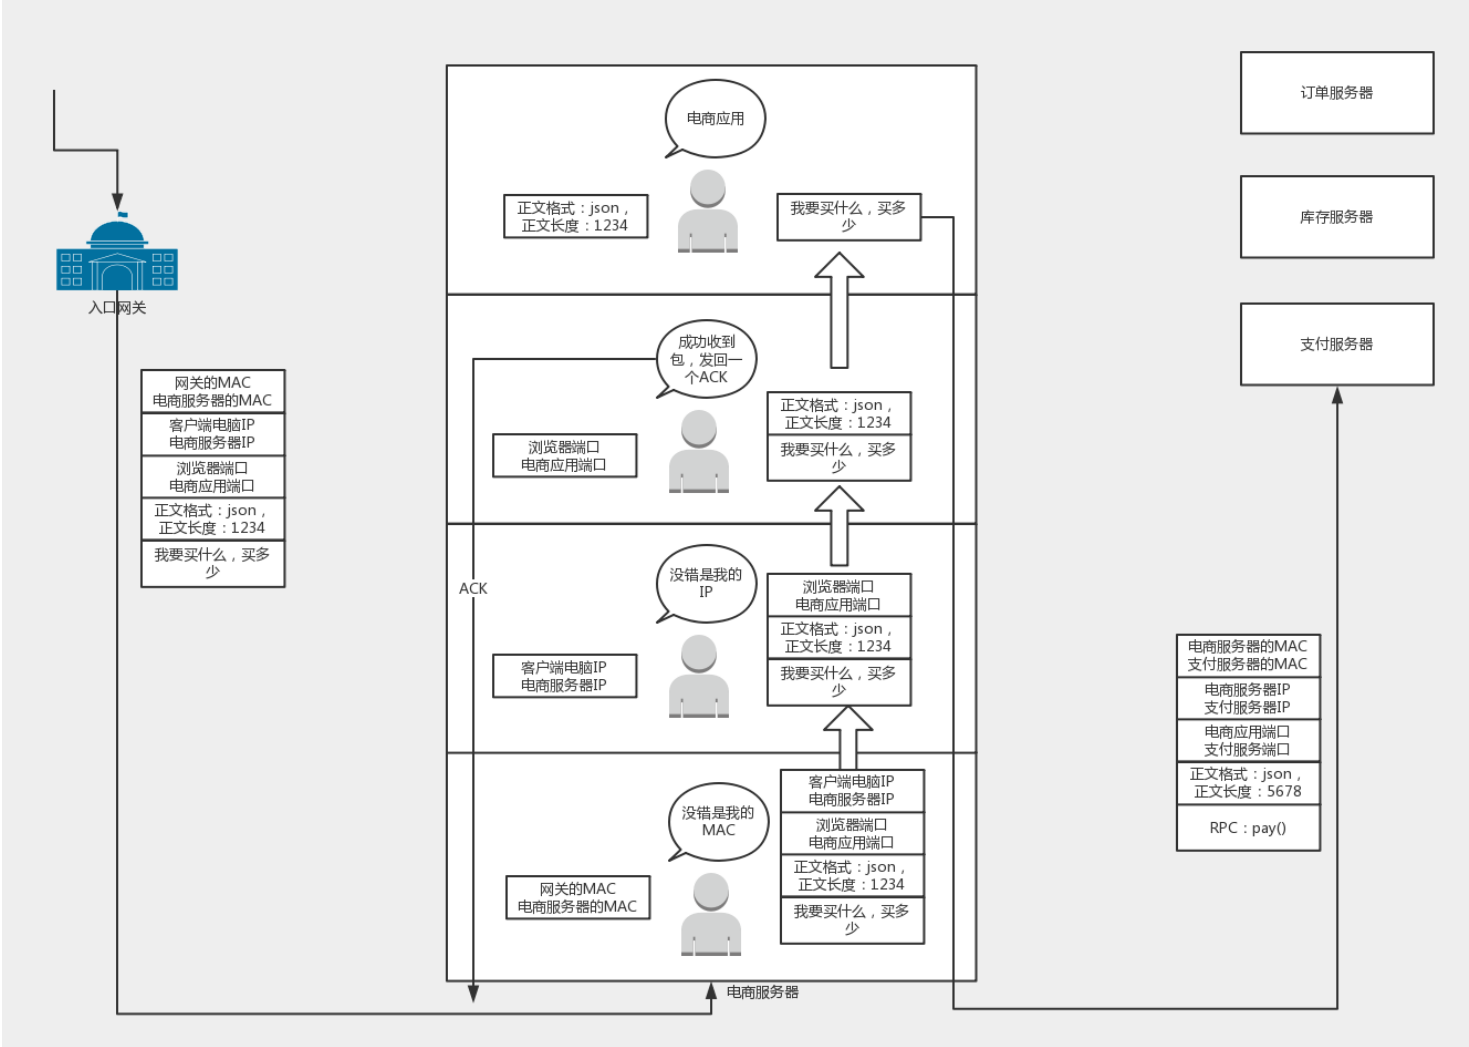 入口网关
网关的MAC
电商服务器的MAC
客户端电脑IP
电商服务器IP
浏览器端口
电商应用端口
正文格式：json，
正文长度：1234
我要买什么，买多
少
电商应用
正文格式：json，
正文长度：1234
我要买什么，买多
少
成功收到
包，发回一
个ACK
浏览器端口
电商应用端口
正文格式：json，
正文长度：1234
我要买什么，买多
少
ACK
没错是我的
IP
客户端电脑IP
电商服务器IP
浏览器端口
电商应用端口
正文格式：json，
正文长度：1234
我要买什么，买多
少
没错是我的
MAC
网关的MAC
电商服务器的MAC
客户端电脑IP
电商服务器IP
浏览器端口
电商应用端口
正文格式：json，
正文长度：1234
我要买什么，买多
少
电商服务器
订单服务器
库存服务器
支付服务器
电商服务器的MAC
支付服务器的MAC
电商服务器IP
支付服务器IP
电商应用端口
支付服务端口
正文格式：json，
正文长度：5678
RPC：pay()